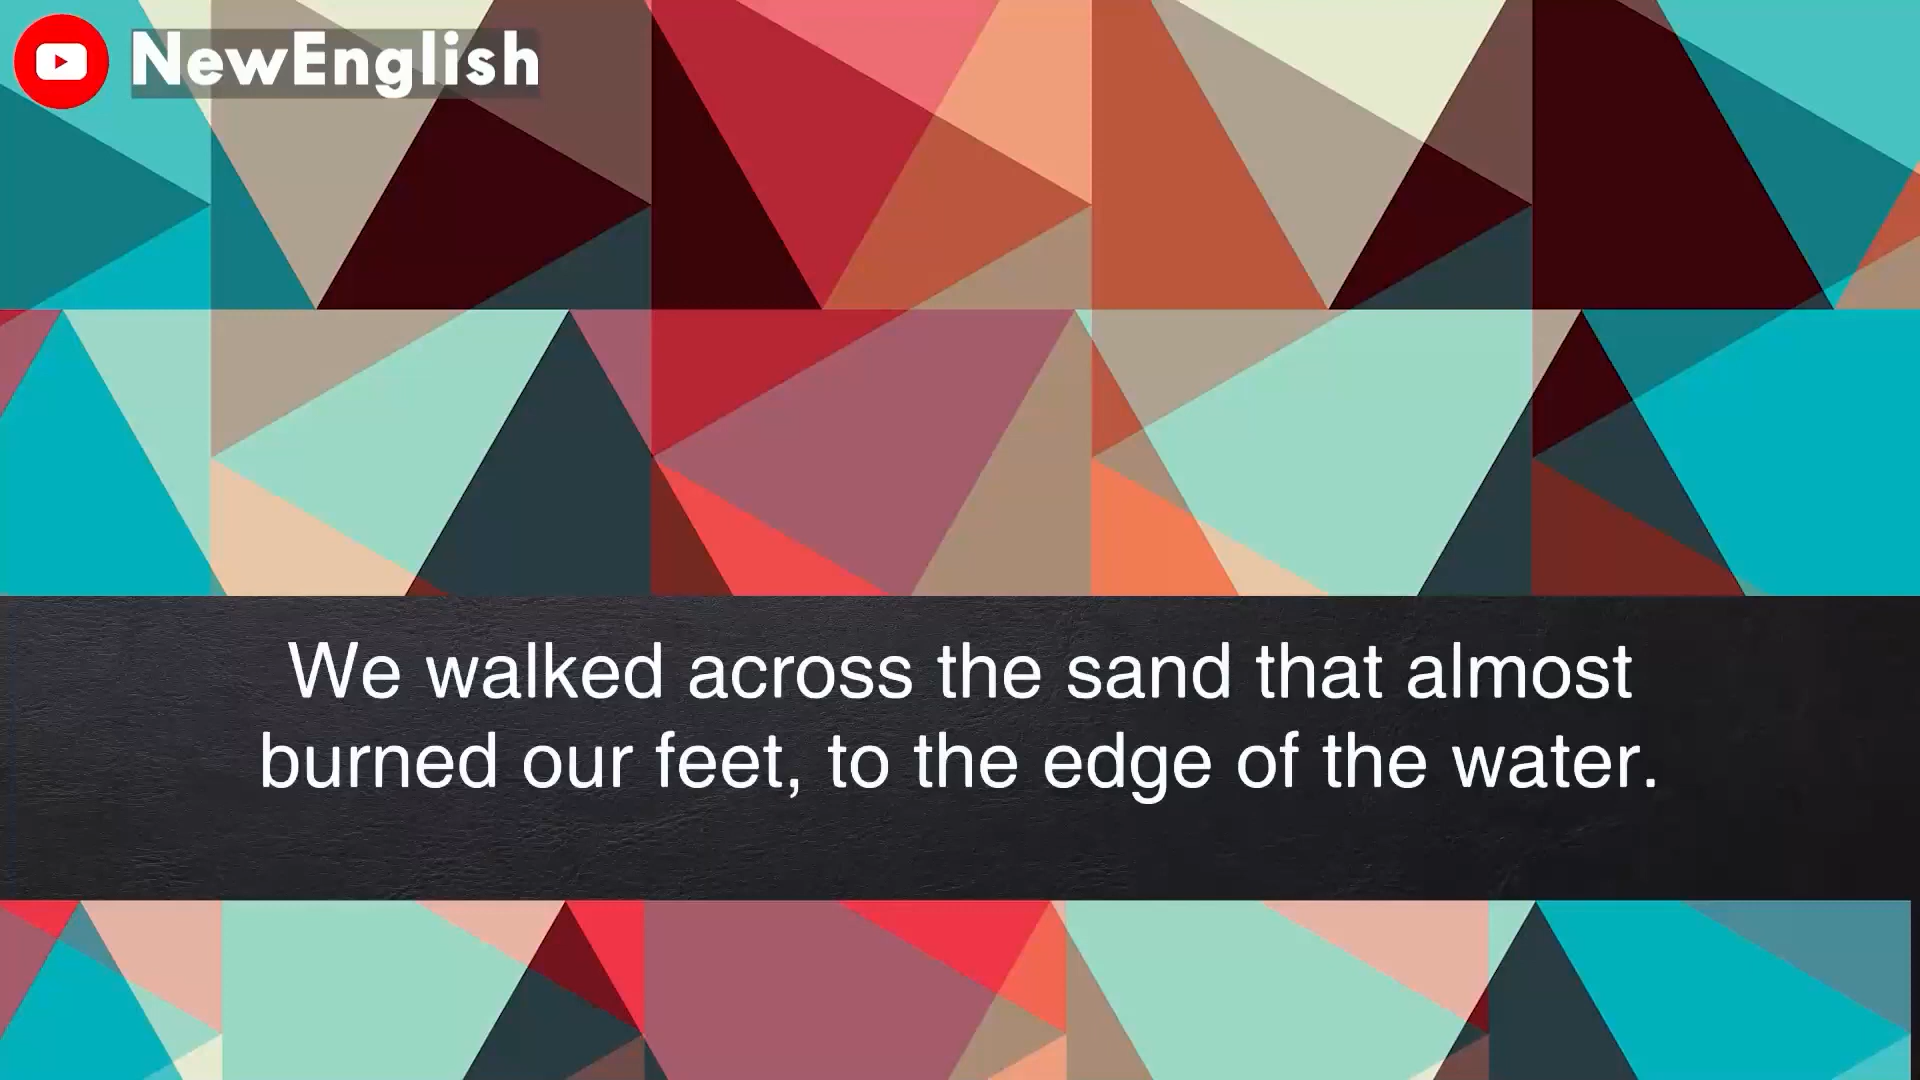 NewEnglish
We walked across the sand that almost
burned our feet, to the edge of the water.